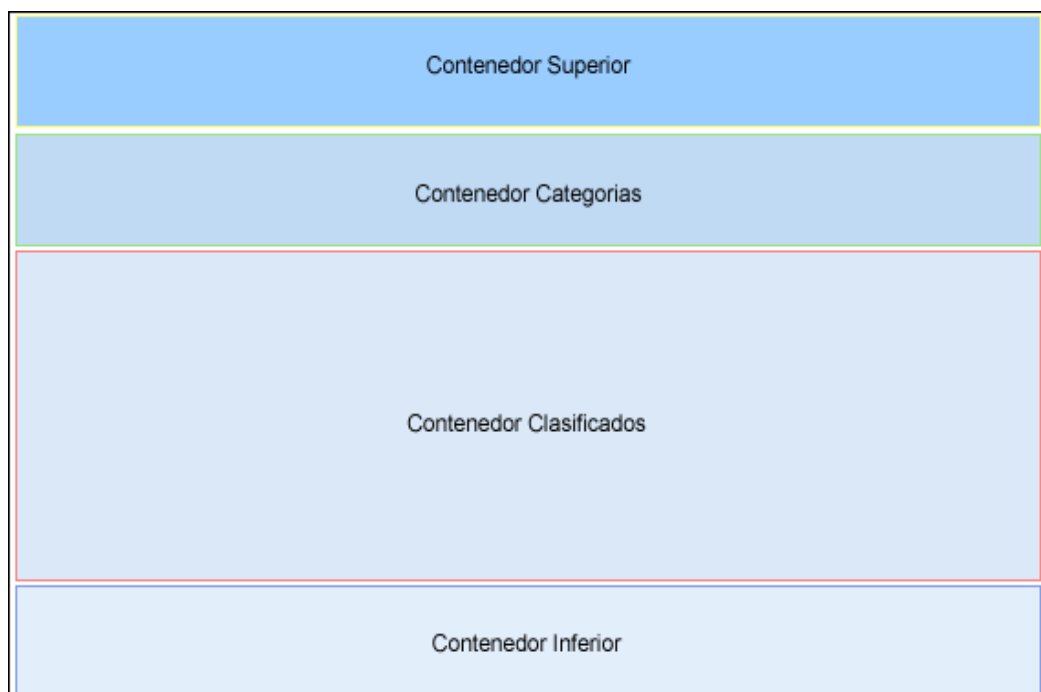 Contenedor Superior
Contenedor Categorias
Contenedor Clasificados
Contenedor Inferior